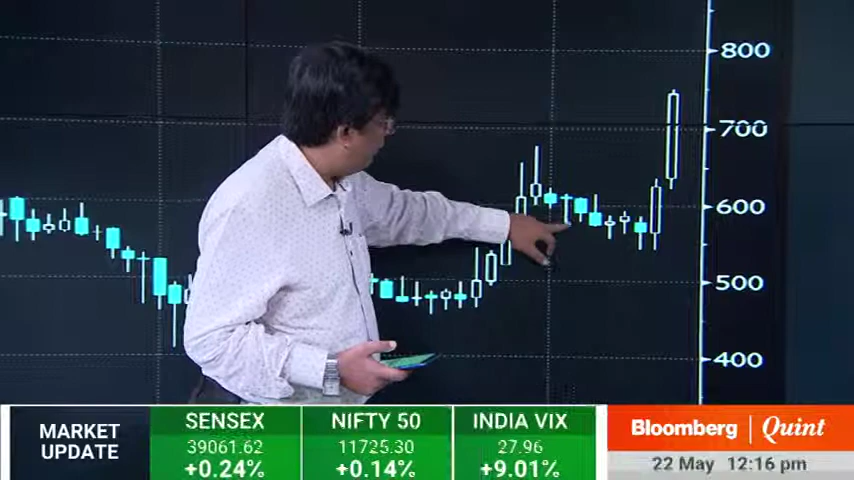 800
700
600
500
400
MARKET
UPDATE
SENSEX
39061.62
+0.24%
NIFTY 50
11725.30
+0.14%
INDIA VIX
27.96
+9.01%
Bloomberg | Quint
22 May 12:16 pm